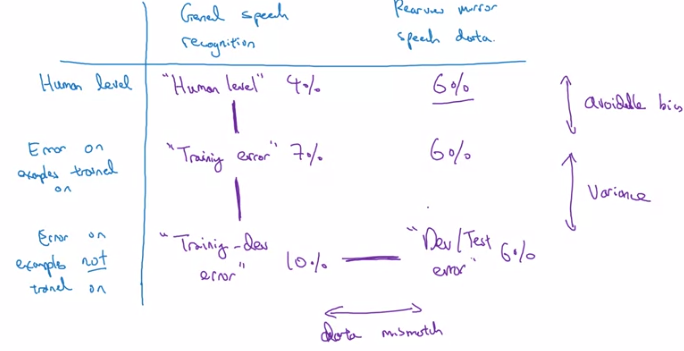 General speech recognition
Rearview mirror speech data.
Human level "Human level" 4% 6%
avoidable bias
Error on examples trained on "Training error" 7% 6%
Variance
Error on examples not trained on "Training-dev error" 10% "Dev/Test error" 6%
data mismatch